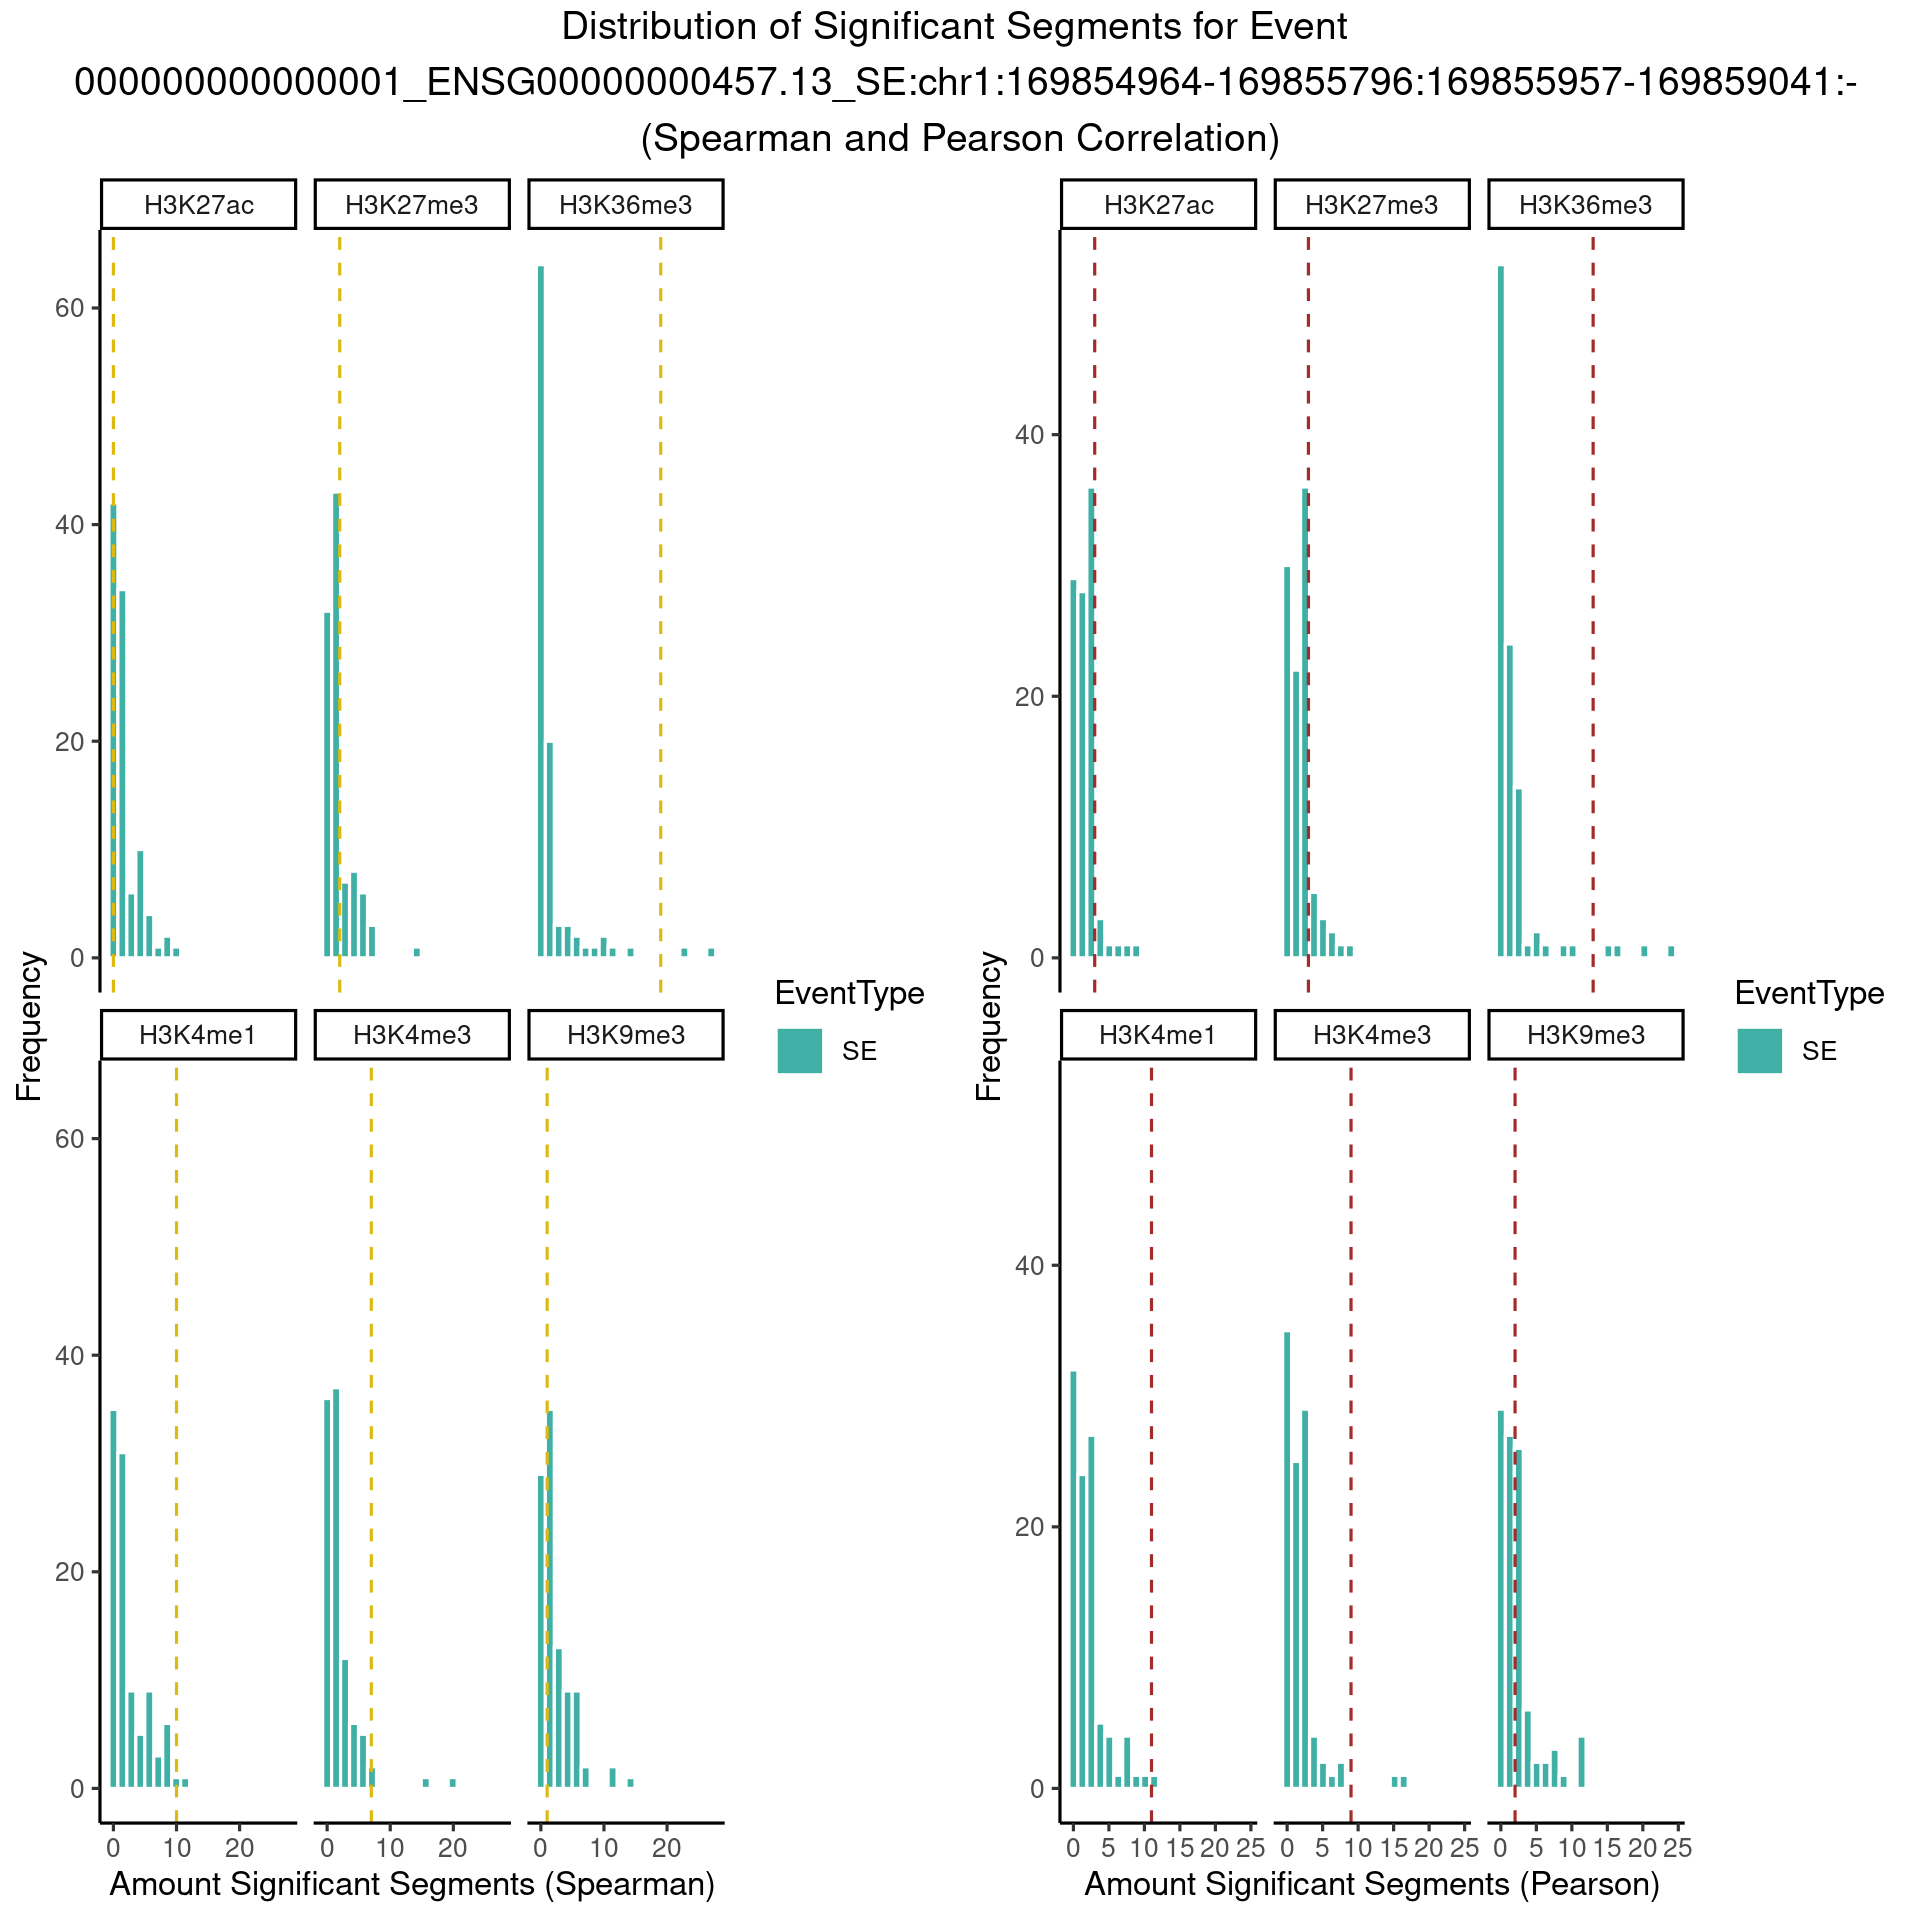 Distribution of Significant Segments for Event
000000000000001_ENSG00000000457.13_SE:chr1:169854964-169855796:169855957-169859041:-
(Spearman and Pearson Correlation)
H3K27ac H3K27me3 H3K36me3
60
40
20
0
H3K4me1 H3K4me3 H3K9me3
60
40
20
0
0 10 20 0 10 20 0 10 20
Frequency
Amount Significant Segments (Spearman)
EventType
SE
H3K27ac H3K27me3 H3K36me3
40
20
0
H3K4me1 H3K4me3 H3K9me3
40
20
0
0 5 10 15 20 25 0 5 10 15 20 25 0 5 10 15 20 25
Frequency
Amount Significant Segments (Pearson)
EventType
SE